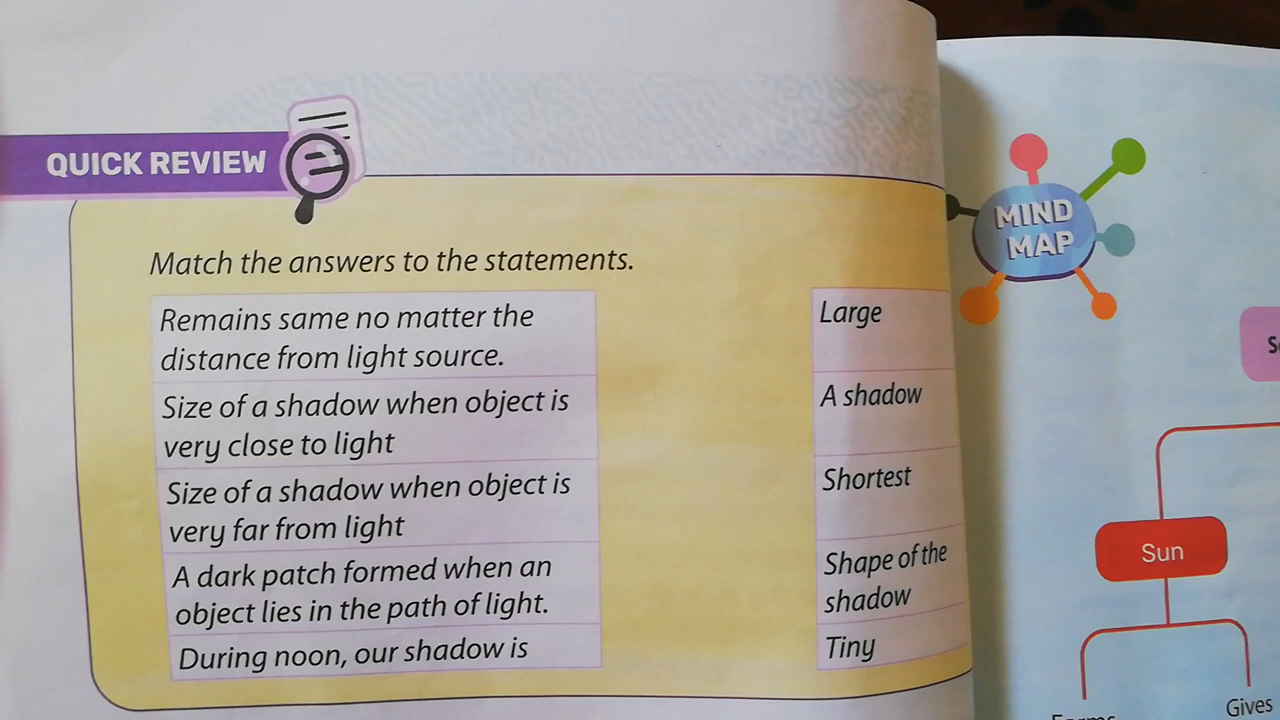 QUICK REVIEW
Match the answers to the statements.
Remains same no matter the
distance from light source.
Size of a shadow when object is
very close to light
Size of a shadow when object is
very far from light
A dark patch formed when an
object lies in the path of light.
During noon, our shadow is
Large
A shadow
Shortest
Shape of the
shadow
Tiny
MIND
MAP
Sun
Gives